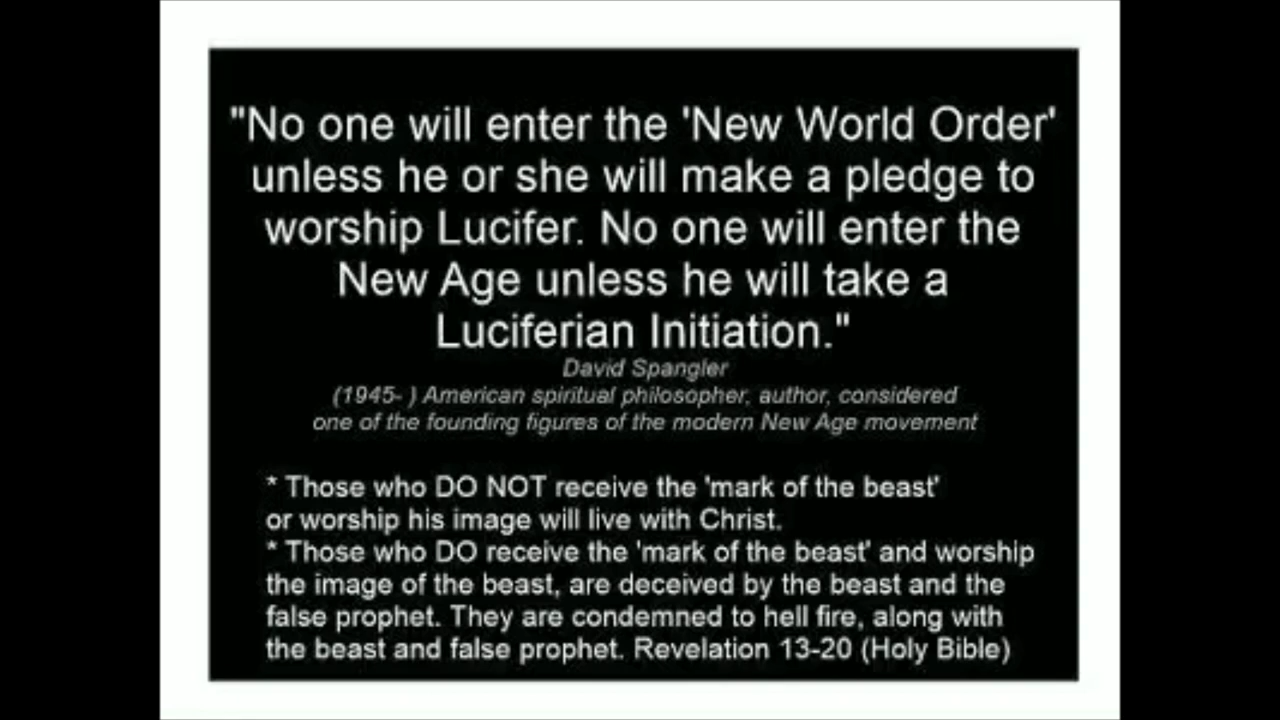 "No one will enter the 'New World Order'
unless he or she will make a pledge to
worship Lucifer. No one will enter the
New Age unless he will take a
Luciferian Initiation."
David Spangler
(1945- ) American spiritual philosopher, author, considered
one of the founding figures of the modern New Age movement
* Those who DO NOT receive the 'mark of the beast'
or worship his image will live with Christ.
* Those who DO receive the 'mark of the beast' and worship
the image of the beast, are deceived by the beast and the
false prophet. They are condemned to hell fire, along with
the beast and false prophet. Revelation 13-20 (Holy Bible)